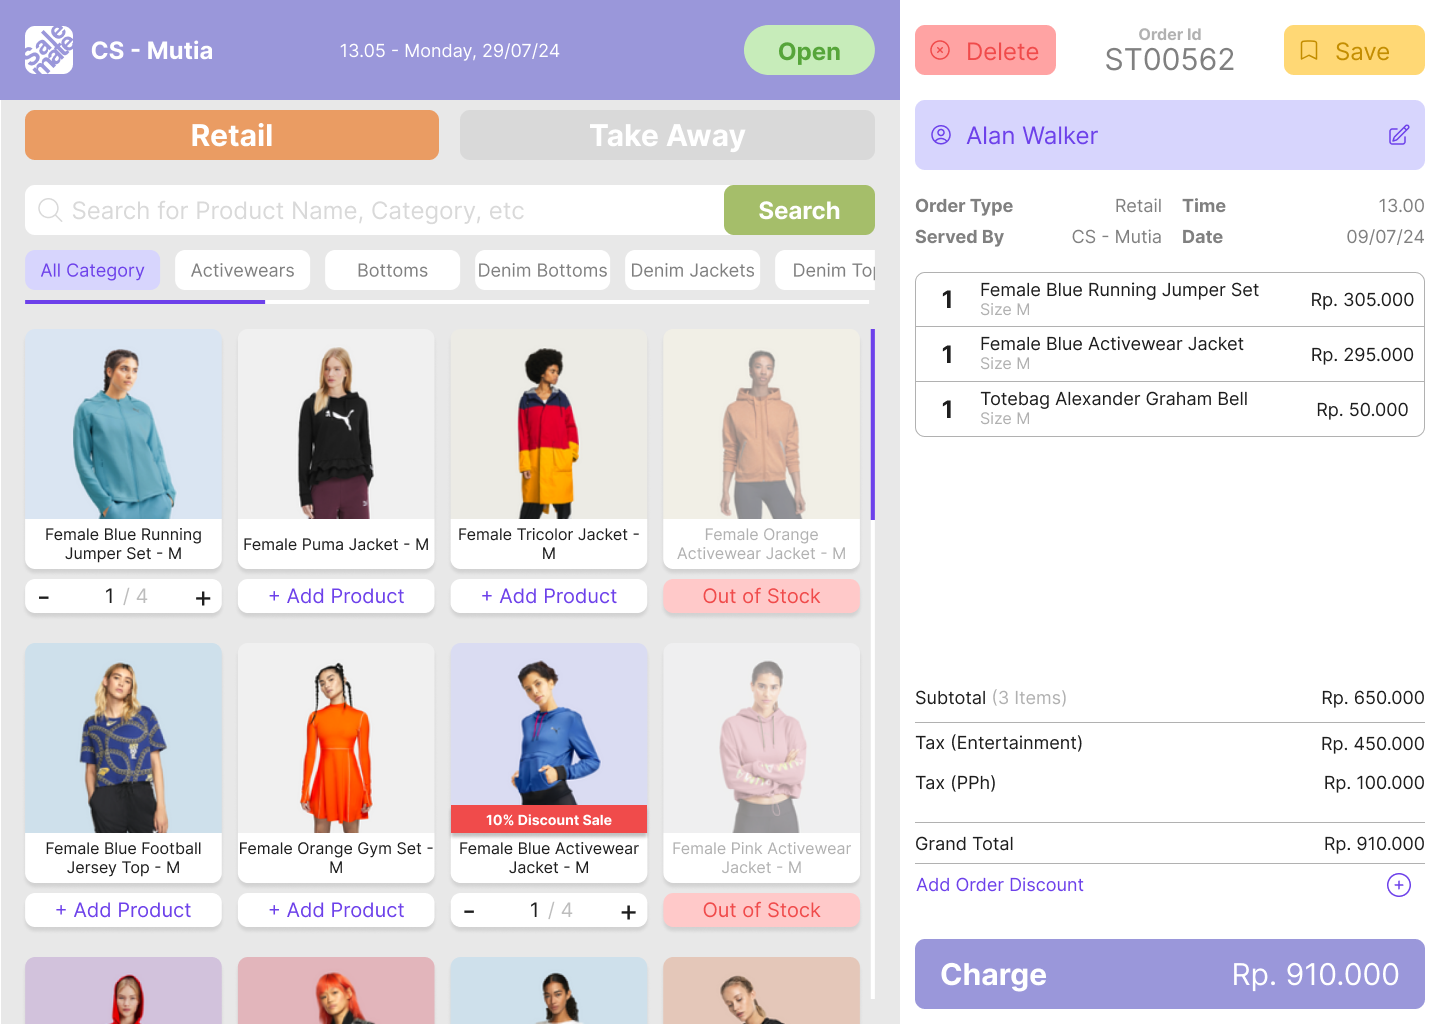 sale
male
CS - Mutia
13.05 - Monday, 29/07/24
Open
Retail
Take Away
Search for Product Name, Category, etc
Search
All Category
Activewears
Bottoms
Denim Bottoms
Denim Jackets
Denim Top
Female Blue Running
Jumper Set - M
Female Puma Jacket - M
Female Tricolor Jacket -
M
Female Orange
Activewear Jacket - M
- 1 / 4 +
+ Add Product
+ Add Product
Out of Stock
10% Discount Sale
Female Blue Football
Jersey Top - M
Female Orange Gym Set -
M
Female Blue Activewear
Jacket - M
Female Pink Activewear
Jacket - M
+ Add Product
+ Add Product
- 1 / 4 +
Out of Stock
Delete
Order Id
ST00562
Save
Alan Walker
Order Type Retail Time 13.00
Served By CS - Mutia Date 09/07/24
1 Female Blue Running Jumper Set Rp. 305.000
Size M
1 Female Blue Activewear Jacket Rp. 295.000
Size M
1 Totebag Alexander Graham Bell Rp. 50.000
Size M
Subtotal (3 Items) Rp. 650.000
Tax (Entertainment) Rp. 450.000
Tax (PPh) Rp. 100.000
Grand Total Rp. 910.000
Add Order Discount
Charge Rp. 910.000